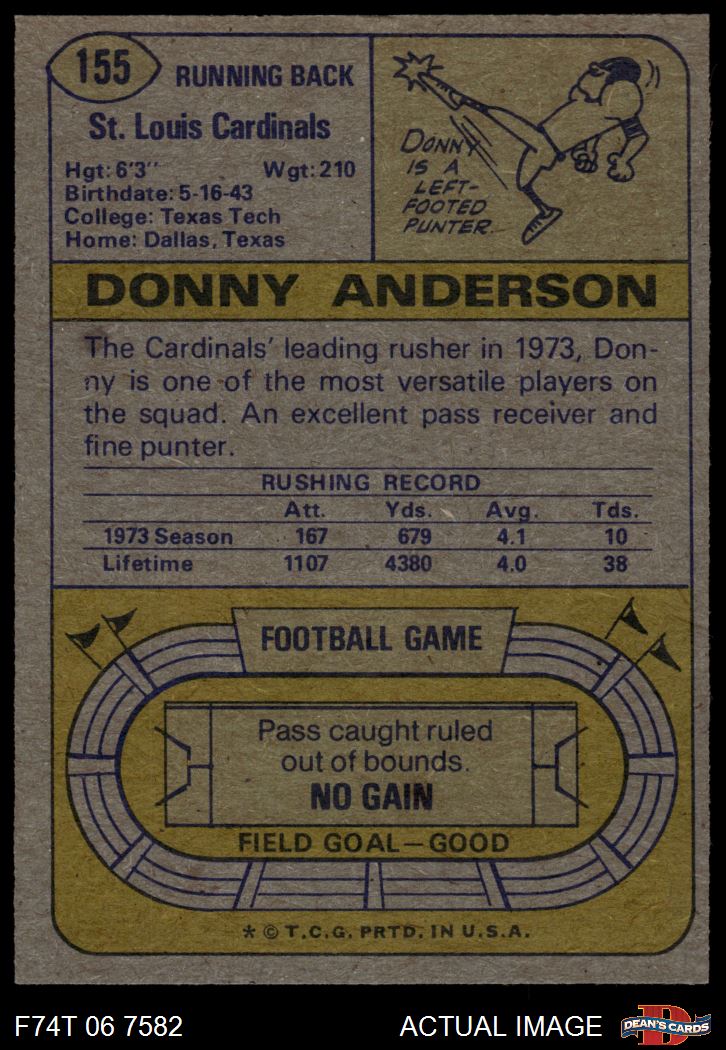 155
RUNNING BACK
St. Louis Cardinals
Hgt: 6'3" Wgt: 210
Birthdate: 5-16-43
College: Texas Tech
Home: Dallas, Texas
DONNY
IS A
LEFT-
FOOTED
PUNTER.
DONNY ANDERSON
The Cardinals' leading rusher in 1973, Don-
ny is one of the most versatile players on
the squad. An excellent pass receiver and
fine punter.
RUSHING RECORD
Att. Yds. Avg. Tds.
1973 Season 167 679 4.1 10
Lifetime 1107 4380 4.0 38
FOOTBALL GAME
Pass caught ruled
out of bounds.
NO GAIN
FIELD GOAL—GOOD
* © T.C.G. PRTD. IN U.S.A.
F74T 06 7582 ACTUAL IMAGE
D
DEAN'S CARDS